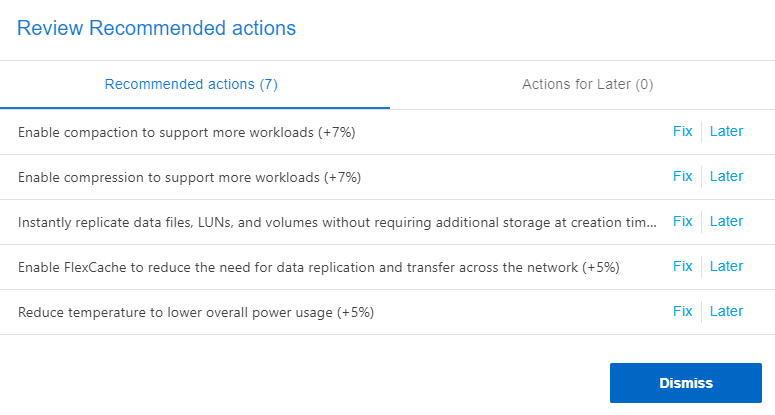 Review Recommended actions
Recommended actions (7) Actions for Later (0)
Enable compaction to support more workloads (+7%) Fix Later
Enable compression to support more workloads (+7%) Fix Later
Instantly replicate data files, LUNs, and volumes without requiring additional storage at creation tim... Fix Later
Enable FlexCache to reduce the need for data replication and transfer across the network (+5%) Fix Later
Reduce temperature to lower overall power usage (+5%) Fix Later
Dismiss